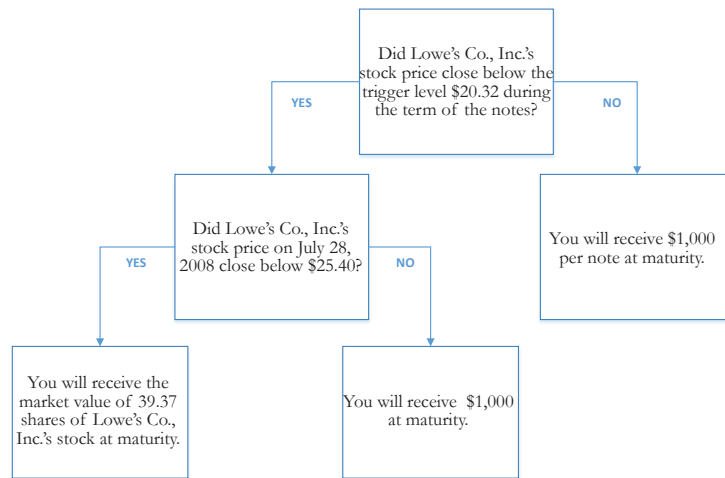 Did Lowe's Co., Inc.'s
stock price close below the
trigger level $20.32 during
the term of the notes?
YES
NO
Did Lowe's Co., Inc.'s
stock price on July 28,
2008 close below $25.40?
You will receive $1,000
per note at maturity.
YES
NO
You will receive the
market value of 39.37
shares of Lowe's Co.,
Inc.'s stock at maturity.
You will receive $1,000
at maturity.